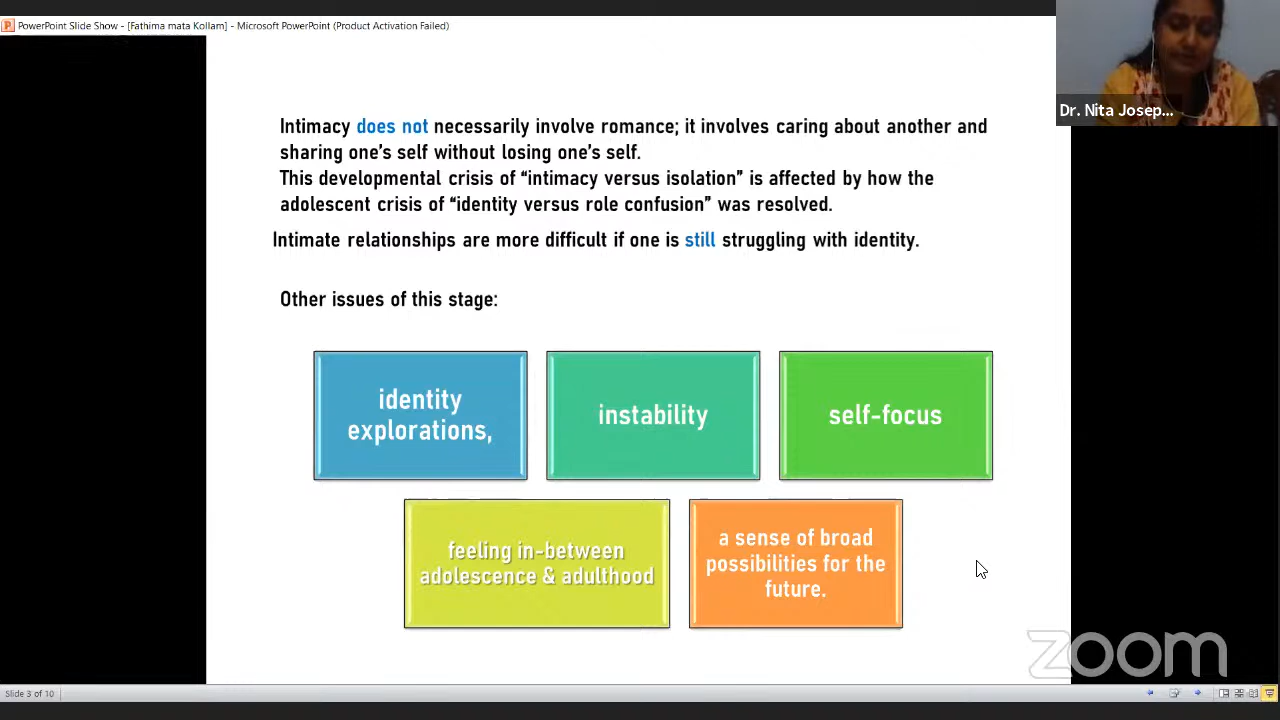 PowerPoint Slide Show - [Fathima mata Kollam] - Microsoft PowerPoint (Product Activation Failed)
Dr. Nita Josep...
Intimacy does not necessarily involve romance; it involves caring about another and
sharing one's self without losing one's self.
This developmental crisis of “intimacy versus isolation” is affected by how the
adolescent crisis of “identity versus role confusion” was resolved.
Intimate relationships are more difficult if one is still struggling with identity.
Other issues of this stage:
identity
explorations,
instability
self-focus
feeling in-between
adolescence & adulthood
a sense of broad
possibilities for the
future.
zoom
Slide 3 of 10